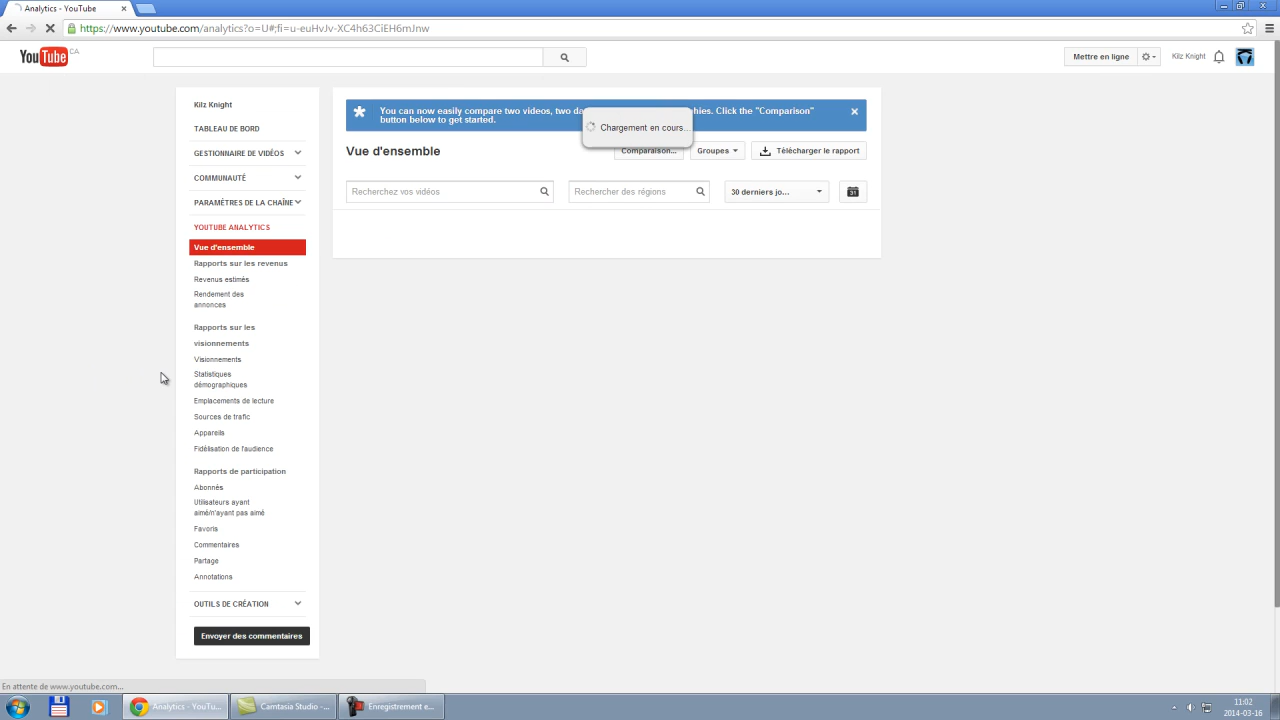 Analytics - YouTube
https://www.youtube.com/analytics?o=U#;fi=u-euHvJv-XC4h63CiEH6mJnw
YouTube CA
Mettre en ligne
Kilz Knight
Kilz Knight
TABLEAU DE BORD
GESTIONNAIRE DE VIDÉOS
COMMUNAUTÉ
PARAMÈTRES DE LA CHAÎNE
YOUTUBE ANALYTICS
Vue d'ensemble
Rapports sur les revenus
Revenus estimés
Rendement des
annonces
Rapports sur les
visionnements
Visionnements
Statistiques
démographiques
Emplacements de lecture
Sources de trafic
Appareils
Fidélisation de l'audience
Rapports de participation
Abonnés
Utilisateurs ayant
aimé/n'ayant pas aimé
Favoris
Commentaires
Partage
Annotations
OUTILS DE CRÉATION
Envoyer des commentaires
You can now easily compare two videos, two da phies. Click the "Comparison"
button below to get started.
Chargement en cours...
Vue d'ensemble
Comparaison...
Groupes
Télécharger le rapport
Recherchez vos vidéos
Rechercher des régions
30 derniers jo...
31
En attente de www.youtube.com...
Analytics - YouTu...
Camtasia Studio -...
Enregistrement e...
11:02
2014-03-16